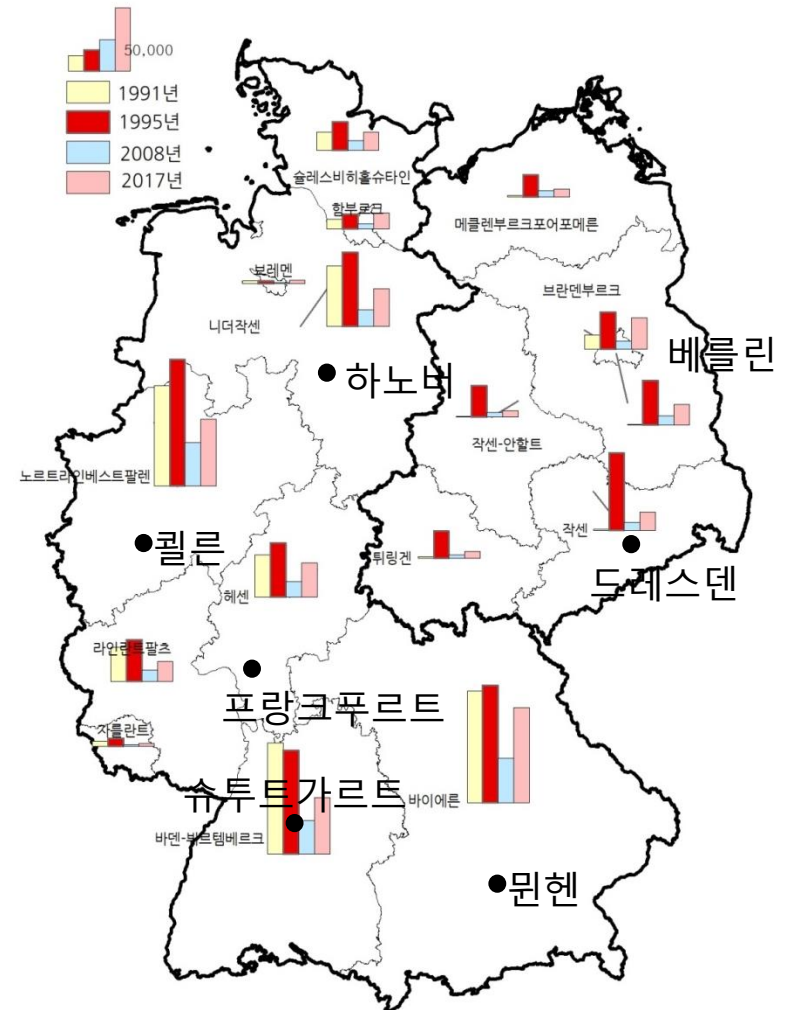 50,000
1991년
1995년
2008년
2017년
슐레스비히홀슈타인
함부르크
메클렌부르크포어포메른
브레멘
브란덴부르크
니더작센
베를린
하노버
작센-안할트
노르트라인베스트팔렌
작센
쾰른
튀링겐
드레스덴
헤센
라인란트팔츠
프랑크푸르트
자를란트
슈투트가르트
바이에른
바덴-뷔르템베르크
뮌헨